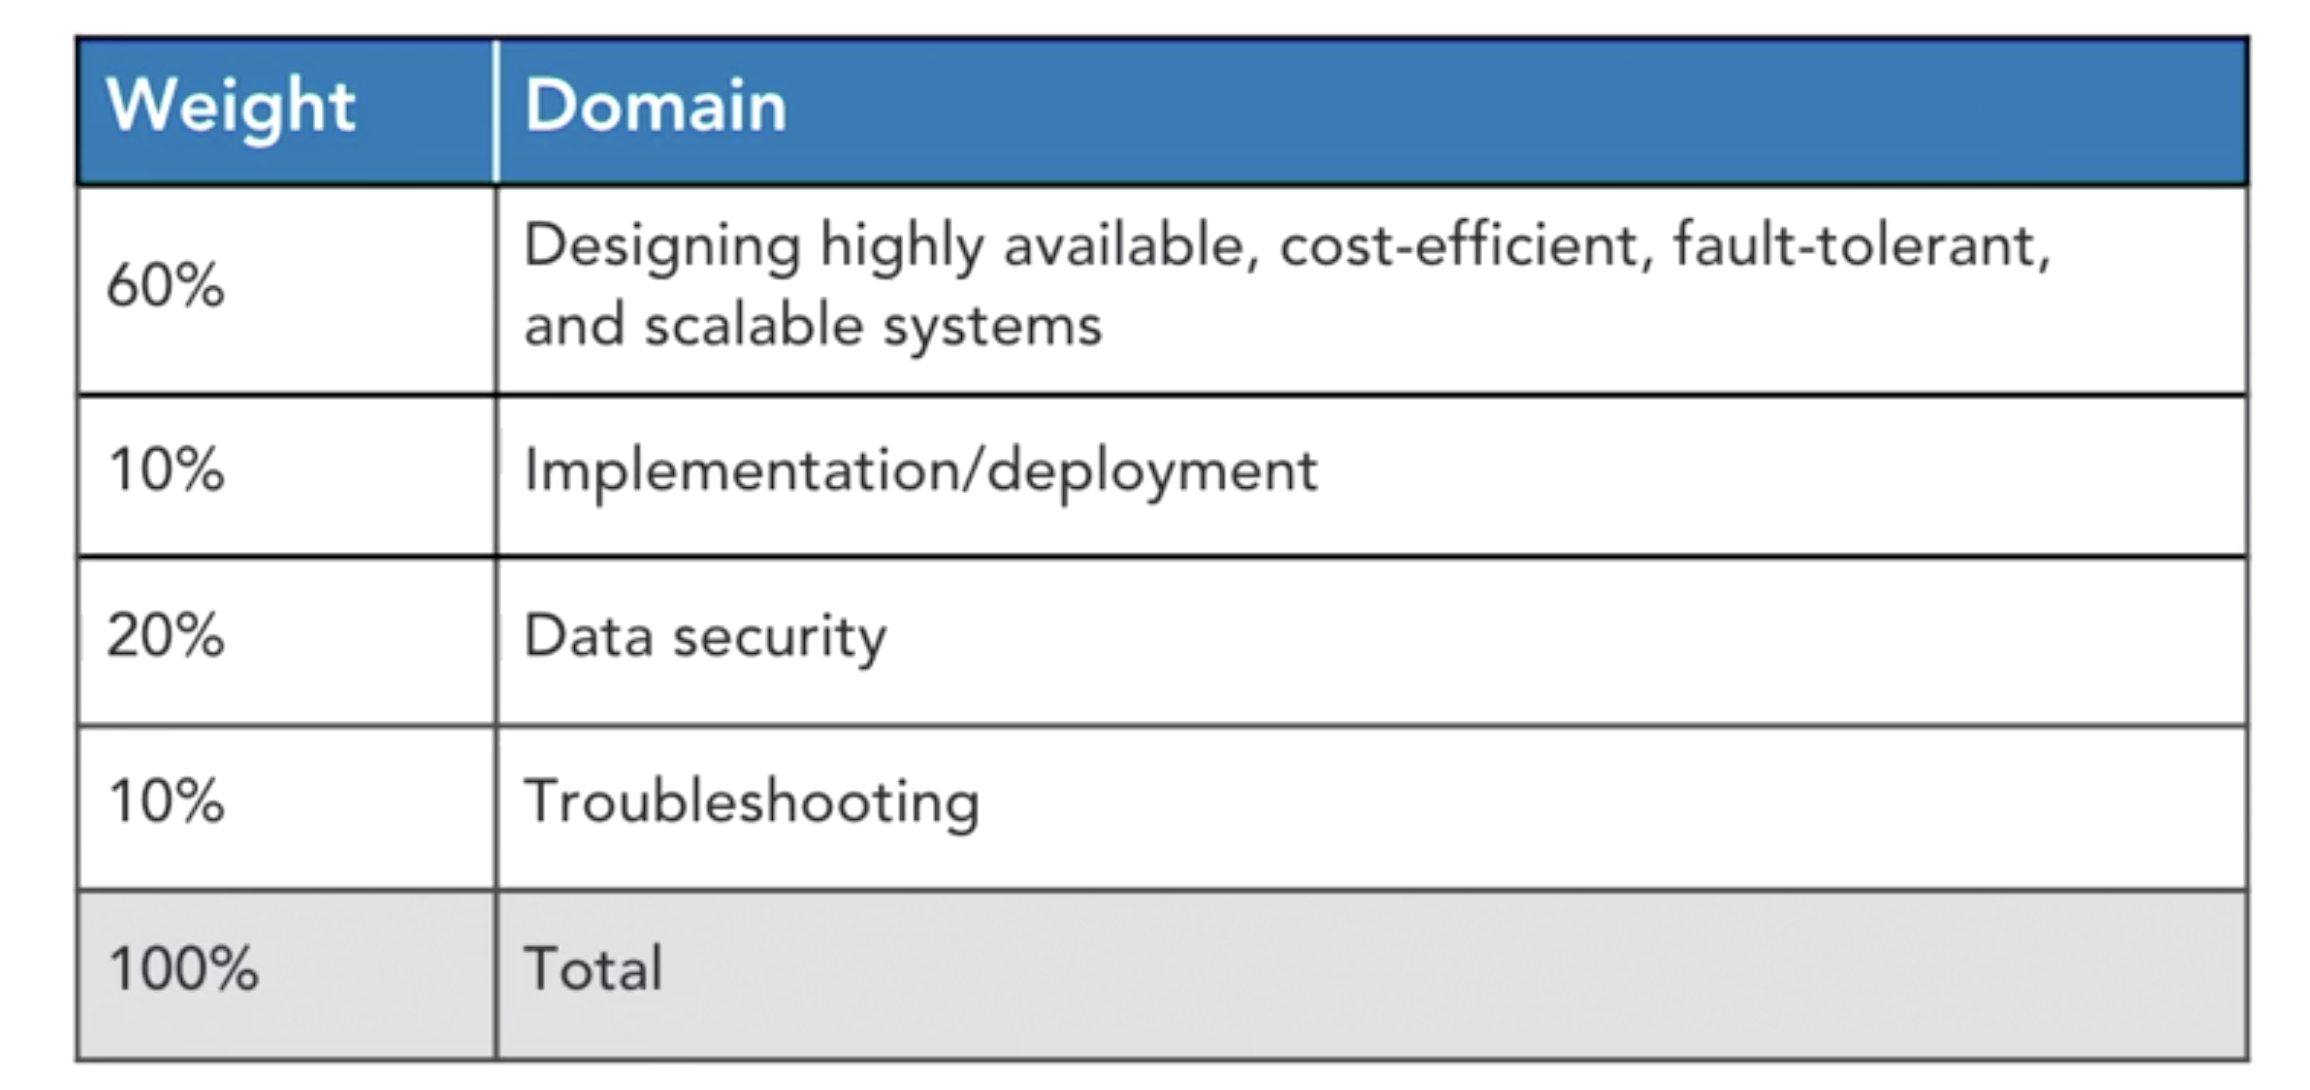 Weight Domain
60% Designing highly available, cost-efficient, fault-tolerant,
and scalable systems
10% Implementation/deployment
20% Data security
10% Troubleshooting
100% Total